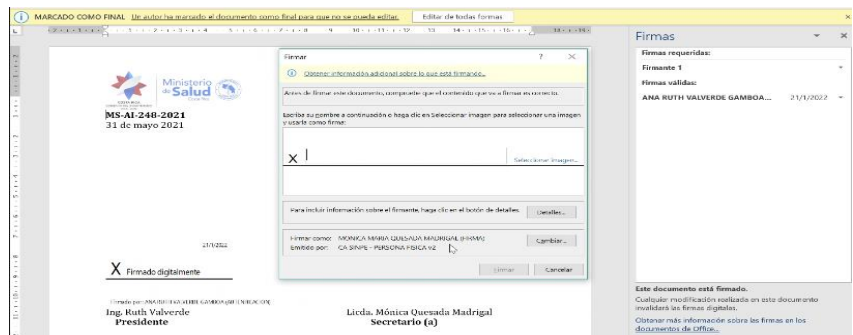 MARCADO COMO FINAL Un autor ha marcado el documento como final para que no se pueda editar. Editar de todas formas
Firmas
Firmas requeridas:
Firmante 1
Firmas válidas:
ANA RUTH VALVERDE GAMBOA... 21/1/2022
Firmar
Obtener información adicional sobre lo que está firmando...
Antes de firmar este documento, compruebe que el contenido que va a firmar es correcto.
Escriba su nombre a continuación o haga clic en Seleccionar imagen para seleccionar una imagen
y usarla como firma:
X
Seleccionar imagen...
Para incluir información sobre el firmante, haga clic en el botón de detalles.
Detalles...
Firmar como: MONICA MARIA QUESADA MADRIGAL (FIRMA)
Emitido por: CA SINPE - PERSONA FISICA v2
Cambiar...
Firmar Cancelar
Ministerio
de Salud
Costa Rica
MS-AI-248-2021
31 de mayo 2021
21/1/2022
X Firmado digitalmente
Firmado por: ANA RUTH VALVERDE GAMBOA
Ing. Ruth Valverde Licda. Mónica Quesada Madrigal
Presidente Secretario (a)
Este documento está firmado.
Cualquier modificación realizada en este documento
invalidará las firmas digitales.
Obtener más información sobre las firmas en los
documentos de Office...